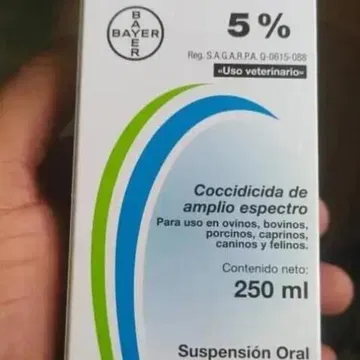 BAYER
BAYER
5%
Reg. S.A.G.A.R.P.A. Q-0615-088
«Uso veterinario»
Coccidicida de
amplio espectro
Para uso en ovinos, bovinos,
porcinos, caprinos,
caninos y felinos.
Contenido neto:
250 ml
Suspensión Oral